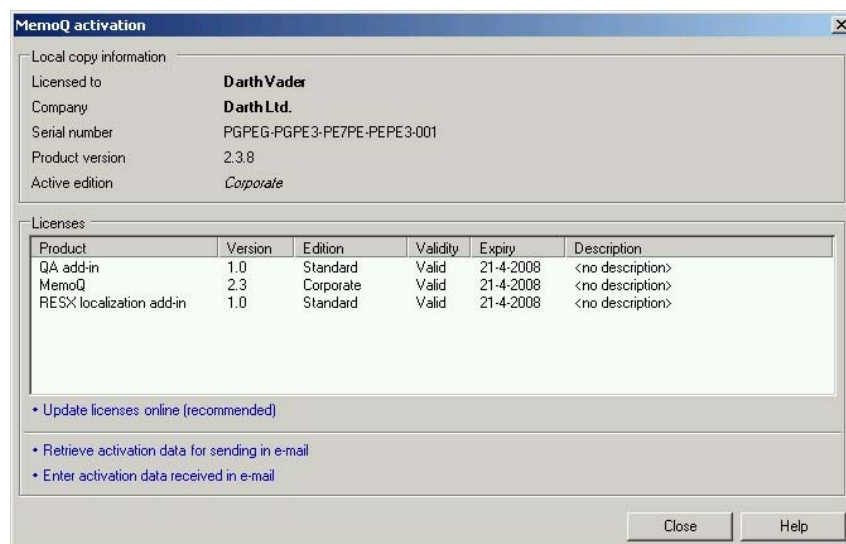 MemoQ activation
Local copy information
Licensed to Darth Vader
Company Darth Ltd.
Serial number PGPEG-PGPE3-PE7PE-PEPE3-001
Product version 2.3.8
Active edition Corporate
Licenses
Product Version Edition Validity Expiry Description
QA add-in 1.0 Standard Valid 21-4-2008 <no description>
MemoQ 2.3 Corporate Valid 21-4-2008 <no description>
RESX localization add-in 1.0 Standard Valid 21-4-2008 <no description>
• Update licenses online (recommended)
• Retrieve activation data for sending in e-mail
• Enter activation data received in e-mail
Close Help